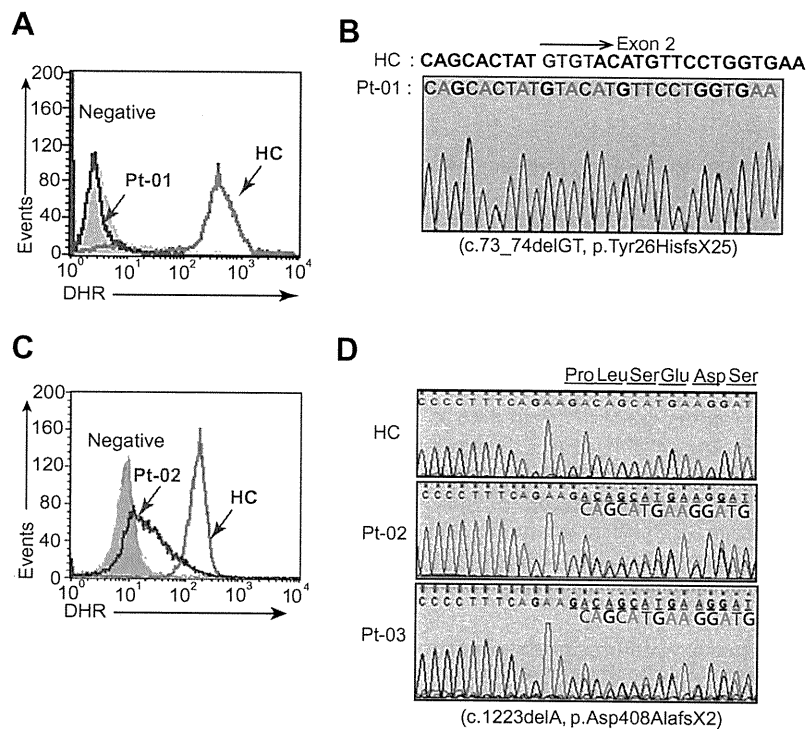 A
200
160
120
80
40
0
Events
Negative
Pt-01
HC
10^0 10^1 10^2 10^3 10^4
DHR
B
Exon 2
HC : CAGCACTAT GTGTACATGTTCCTGGTGAA
Pt-01 : CAGCACTATGTACATGTTCCTGGTGAA
(c.73_74delGT, p.Tyr26HisfsX25)
C
200
160
120
80
40
0
Events
Negative
Pt-02
HC
10^0 10^1 10^2 10^3 10^4
DHR
D
Pro Leu Ser Glu Asp Ser
HC
CCCCTTTCAGAAGACAGCATGAAGGAT
Pt-02
CCCCTTTCAGAAGACAGCATGAAGGAT
CAGCATGAAGGATG
Pt-03
CCCCTTTCAGAAGACAGCATGAAGGAT
CAGCATGAAGGATG
(c.1223delA, p.Asp408AlafsX2)